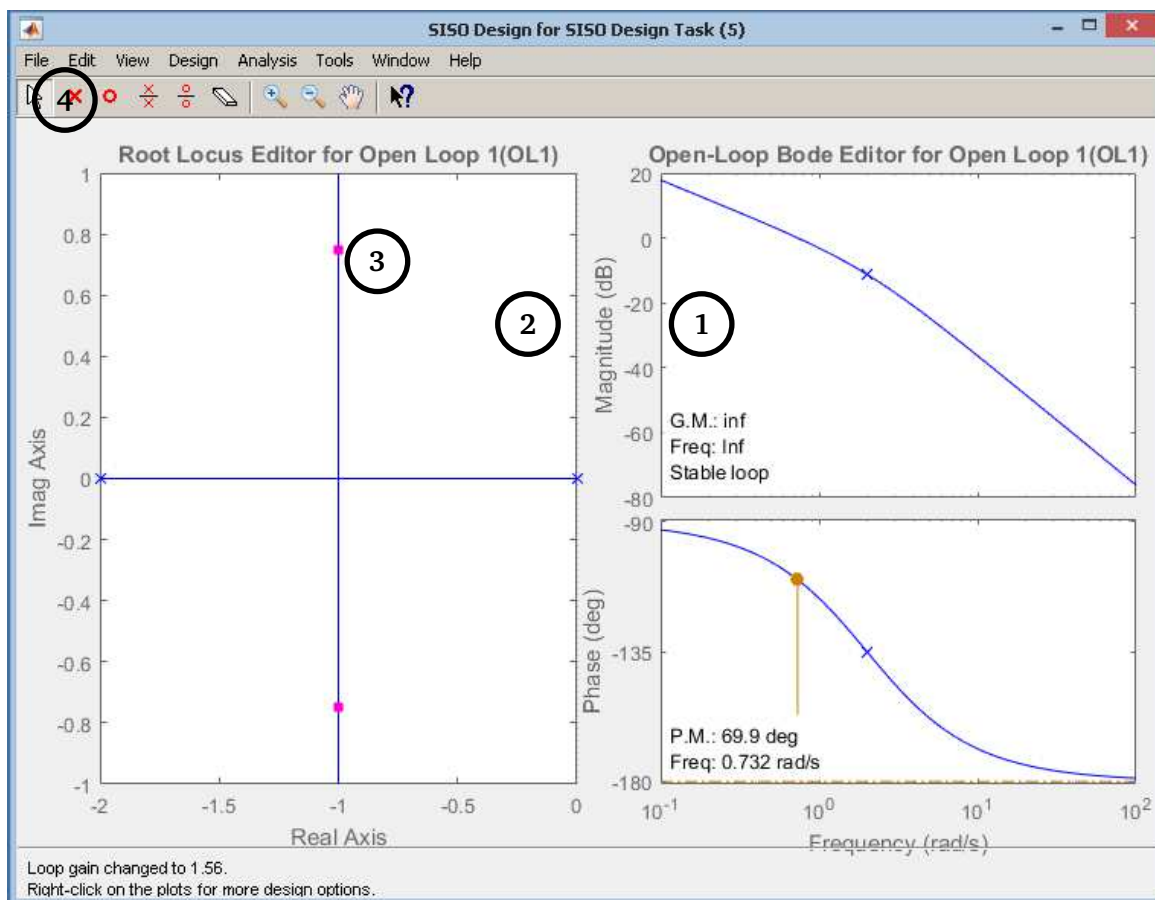 SISO Design for SISO Design Task (5)
File Edit View Design Analysis Tools Window Help
4
Root Locus Editor for Open Loop 1(OL1)
1
0.8
0.6
0.4
0.2
0
-0.2
-0.4
-0.6
-0.8
-1
Imag Axis
-2 -1.5 -1 -0.5 0
Real Axis
3
2
Open-Loop Bode Editor for Open Loop 1(OL1)
20
0
-20
-40
-60
-80
Magnitude (dB)
1
G.M.: inf
Freq: Inf
Stable loop
-90
-135
-180
Phase (deg)
P.M.: 69.9 deg
Freq: 0.732 rad/s
10^-1 10^0 10^1 10^2
Frequency (rad/s)
Loop gain changed to 1.56.
Right-click on the plots for more design options.